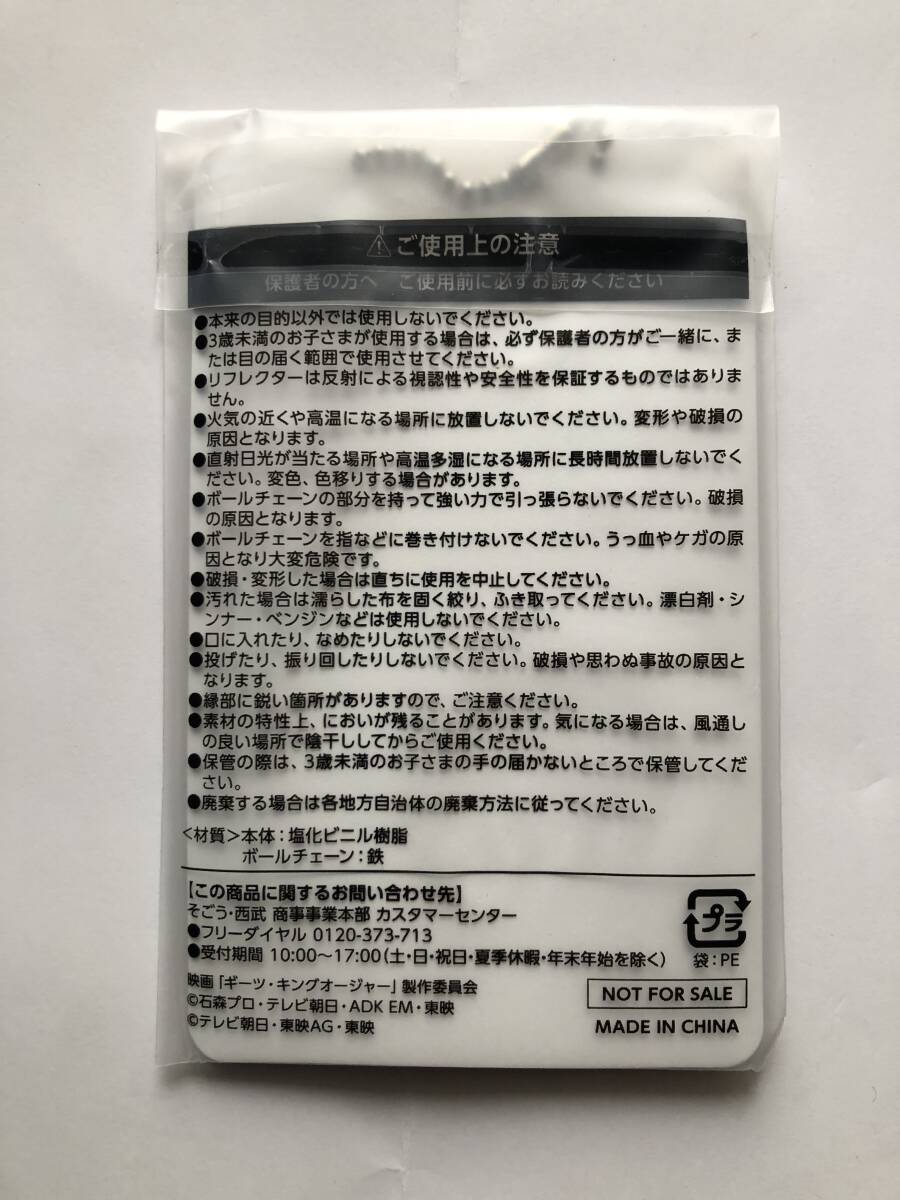 ⚠ご使用上の注意
保護者の方へ ご使用前に必ずお読みください
●本来の目的以外では使用しないでください。
●3歳未満のお子さまが使用する場合は、必ず保護者の方がご一緒に、ま
たは目の届く範囲で使用させてください。
●リフレクターは反射による視認性や安全性を保証するものではありま
せん。
●火気の近くや高温になる場所に放置しないでください。変形や破損の
原因となります。
●直射日光が当たる場所や高温多湿になる場所に長時間放置しないでく
ださい。変色、色移りする場合があります。
●ボールチェーンの部分を持って強い力で引っ張らないでください。破損
の原因となります。
●ボールチェーンを指などに巻き付けないでください。うっ血やケガの原
因となり大変危険です。
●破損・変形した場合は直ちに使用を中止してください。
●汚れた場合は濡らした布を固く絞り、ふき取ってください。漂白剤・シ
ンナー・ベンジンなどは使用しないでください。
●口に入れたり、なめたりしないでください。
●投げたり、振り回したりしないでください。破損や思わぬ事故の原因と
なります。
●縁部に鋭い箇所がありますので、ご注意ください。
●素材の特性上、においが残ることがあります。気になる場合は、風通し
の良い場所で陰干ししてからご使用ください。
●保管の際は、3歳未満のお子さまの手の届かないところで保管してくだ
さい。
●廃棄する場合は各地方自治体の廃棄方法に従ってください。
<材質>本体：塩化ビニル樹脂
ボールチェーン：鉄
【この商品に関するお問い合わせ先】
そごう・西武 商事事業本部 カスタマーセンター
●フリーダイヤル 0120-373-713
●受付期間 10:00～17:00（土・日・祝日・夏季休暇・年末年始を除く）
プラ
袋：PE
映画「ギーツ・キングオージャー」製作委員会
©石森プロ・テレビ朝日・ADK EM・東映
©テレビ朝日・東映AG・東映
NOT FOR SALE
MADE IN CHINA